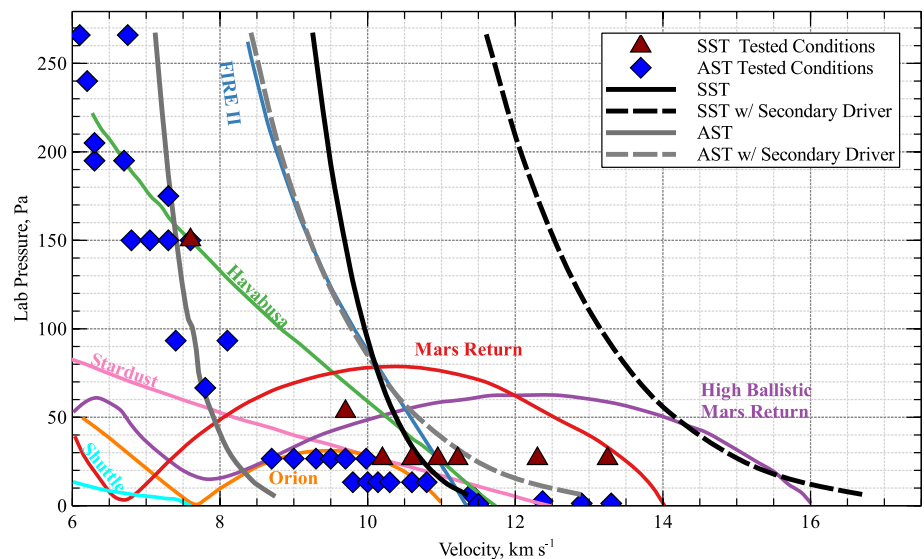 SST Tested Conditions
AST Tested Conditions
SST
SST w/ Secondary Driver
AST
AST w/ Secondary Driver
FIRE II
Hayabusa
Stardust
Mars Return
High Ballistic
Mars Return
Shuttle
Orion
250
200
150
100
50
0
Lab Pressure, Pa
6 8 10 12 14 16
Velocity, km s⁻¹